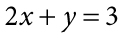 2x + y = 3